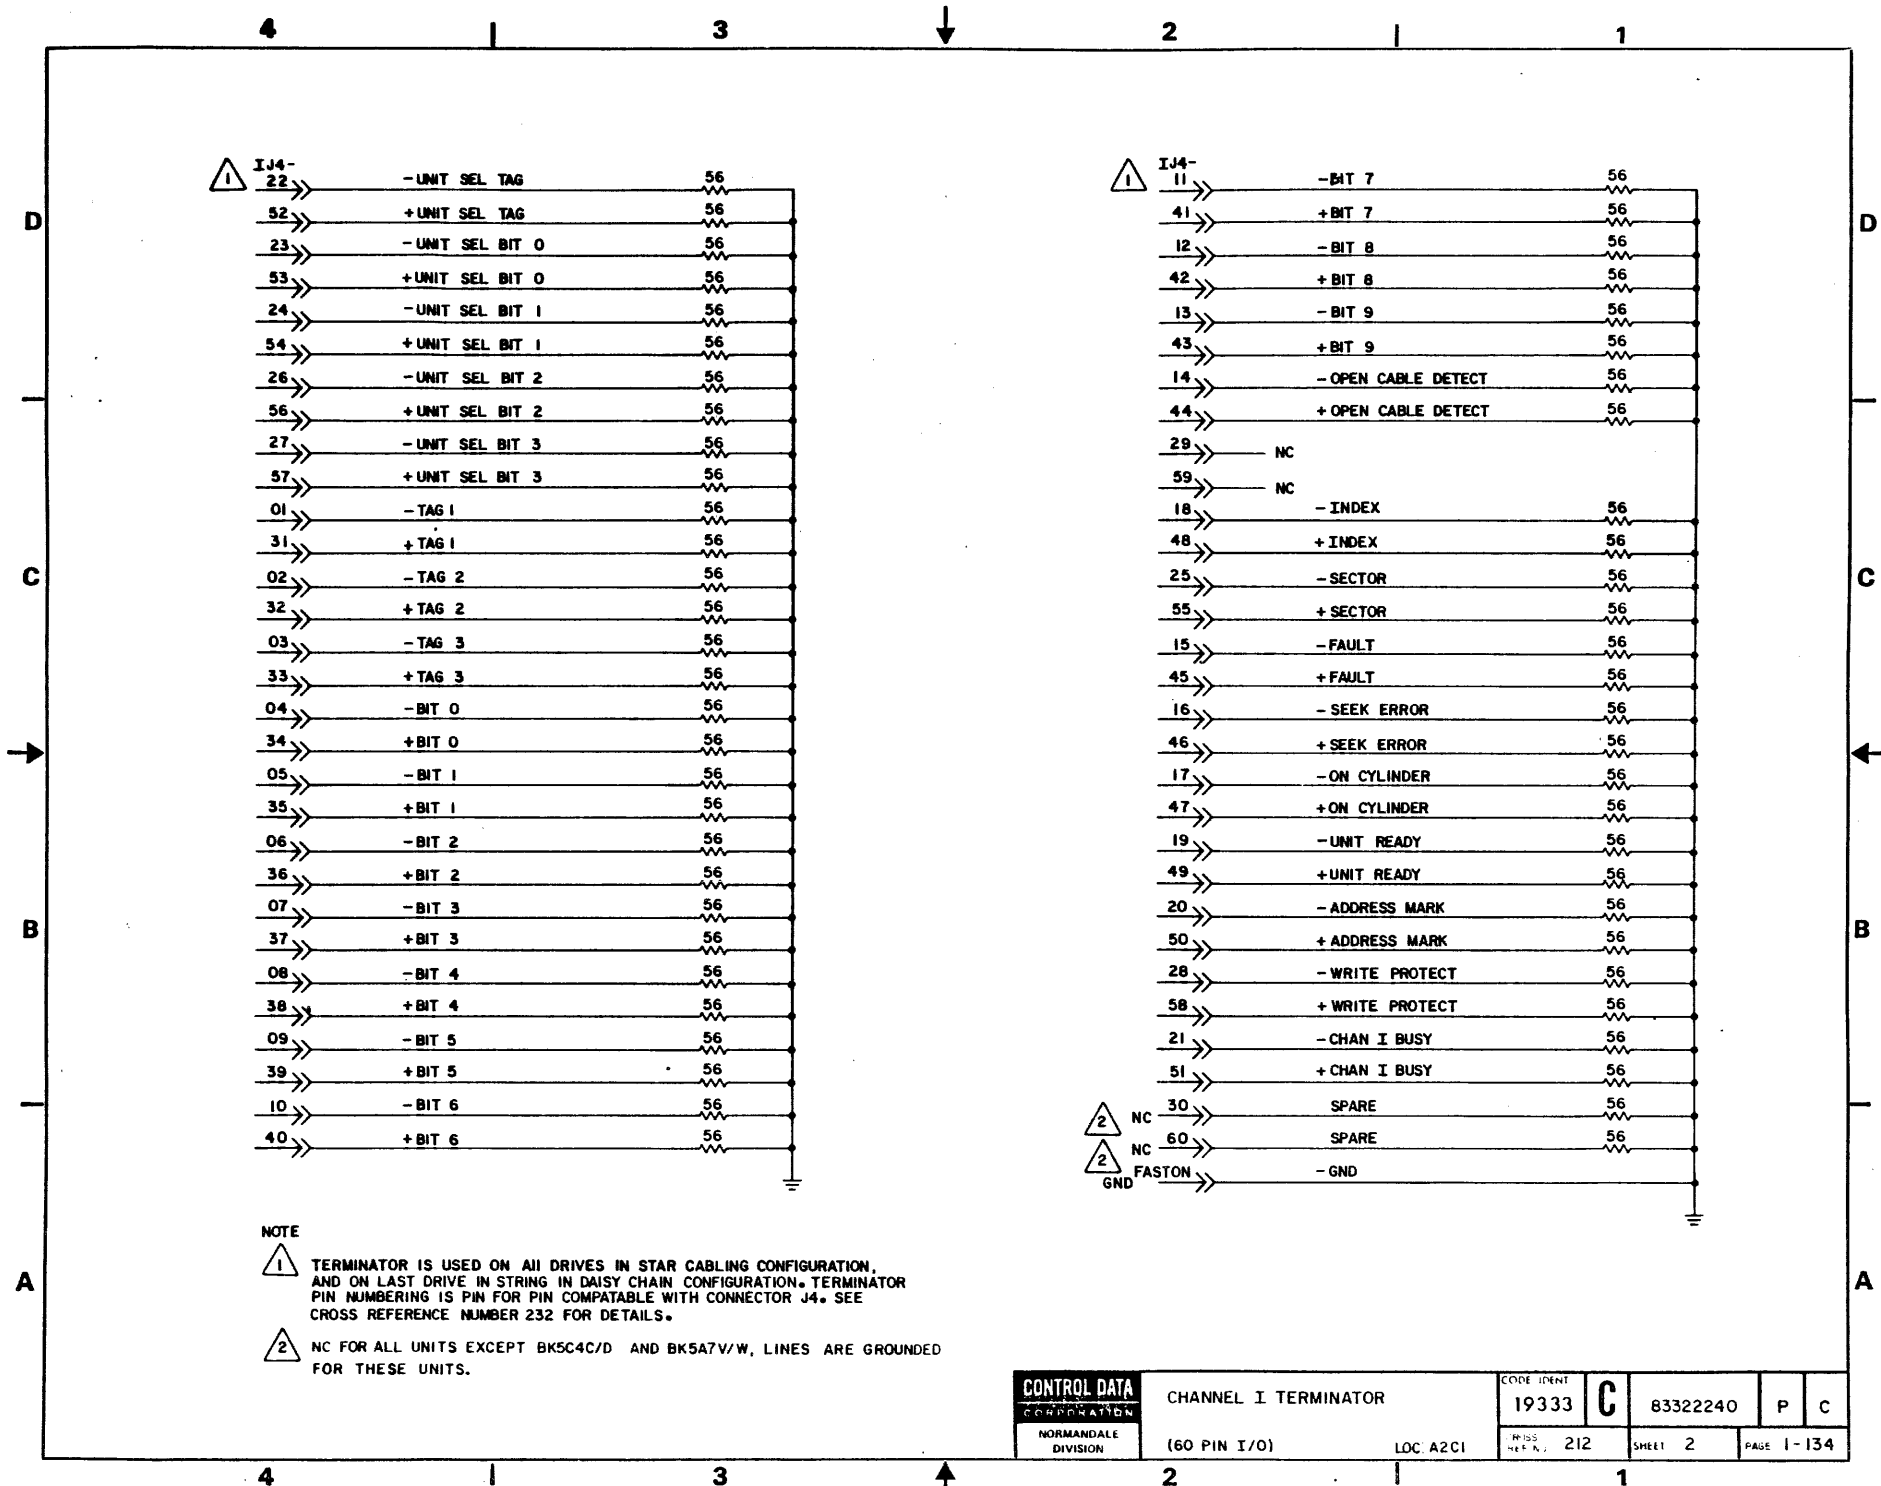 4 3 2 1
D
D
C
C
B
B
A
A
1 IJ4-
22 -UNIT SEL TAG 56
52 +UNIT SEL TAG 56
23 -UNIT SEL BIT 0 56
53 +UNIT SEL BIT 0 56
24 -UNIT SEL BIT 1 56
54 +UNIT SEL BIT 1 56
26 -UNIT SEL BIT 2 56
56 +UNIT SEL BIT 2 56
27 -UNIT SEL BIT 3 56
57 +UNIT SEL BIT 3 56
01 -TAG 1 56
31 +TAG 1 56
02 -TAG 2 56
32 +TAG 2 56
03 -TAG 3 56
33 +TAG 3 56
04 -BIT 0 56
34 +BIT 0 56
05 -BIT 1 56
35 +BIT 1 56
06 -BIT 2 56
36 +BIT 2 56
07 -BIT 3 56
37 +BIT 3 56
08 -BIT 4 56
38 +BIT 4 56
09 -BIT 5 56
39 +BIT 5 56
10 -BIT 6 56
40 +BIT 6 56
1 IJ4-
11 -BIT 7 56
41 +BIT 7 56
12 -BIT 8 56
42 +BIT 8 56
13 -BIT 9 56
43 +BIT 9 56
14 -OPEN CABLE DETECT 56
44 +OPEN CABLE DETECT 56
29 NC
59 NC
18 -INDEX 56
48 +INDEX 56
25 -SECTOR 56
55 +SECTOR 56
15 -FAULT 56
45 +FAULT 56
16 -SEEK ERROR 56
46 +SEEK ERROR 56
17 -ON CYLINDER 56
47 +ON CYLINDER 56
19 -UNIT READY 56
49 +UNIT READY 56
20 -ADDRESS MARK 56
50 +ADDRESS MARK 56
28 -WRITE PROTECT 56
58 +WRITE PROTECT 56
21 -CHAN I BUSY 56
51 +CHAN I BUSY 56
2 NC 30 SPARE 56
2 NC 60 SPARE 56
GND FASTON -GND
NOTE
1 TERMINATOR IS USED ON All DRIVES IN STAR CABLING CONFIGURATION,
AND ON LAST DRIVE IN STRING IN DAISY CHAIN CONFIGURATION. TERMINATOR
PIN NUMBERING IS PIN FOR PIN COMPATABLE WITH CONNECTOR J4. SEE
CROSS REFERENCE NUMBER 232 FOR DETAILS.
2 NC FOR ALL UNITS EXCEPT BK5C4C/D AND BK5A7V/W, LINES ARE GROUNDED
FOR THESE UNITS.
CONTROL DATA
CORPORATION
NORMANDALE
DIVISION
CHANNEL I TERMINATOR
(60 PIN I/O) LOC: A2C1
CODE IDENT
19333 C 83322240 P C
CROSS
REF NO. 212 SHEET 2 PAGE 1-134
4 3 2 1